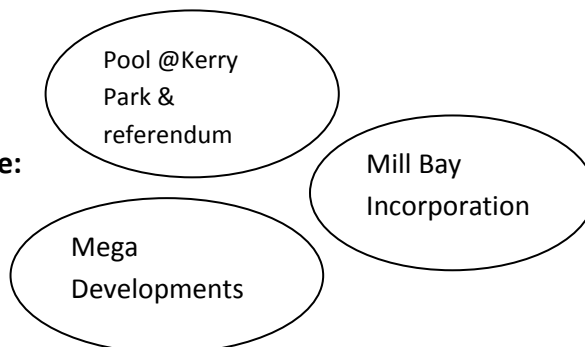 Pool @Kerry
Park &
referendum
e:
Mill Bay
Incorporation
Mega
Developments